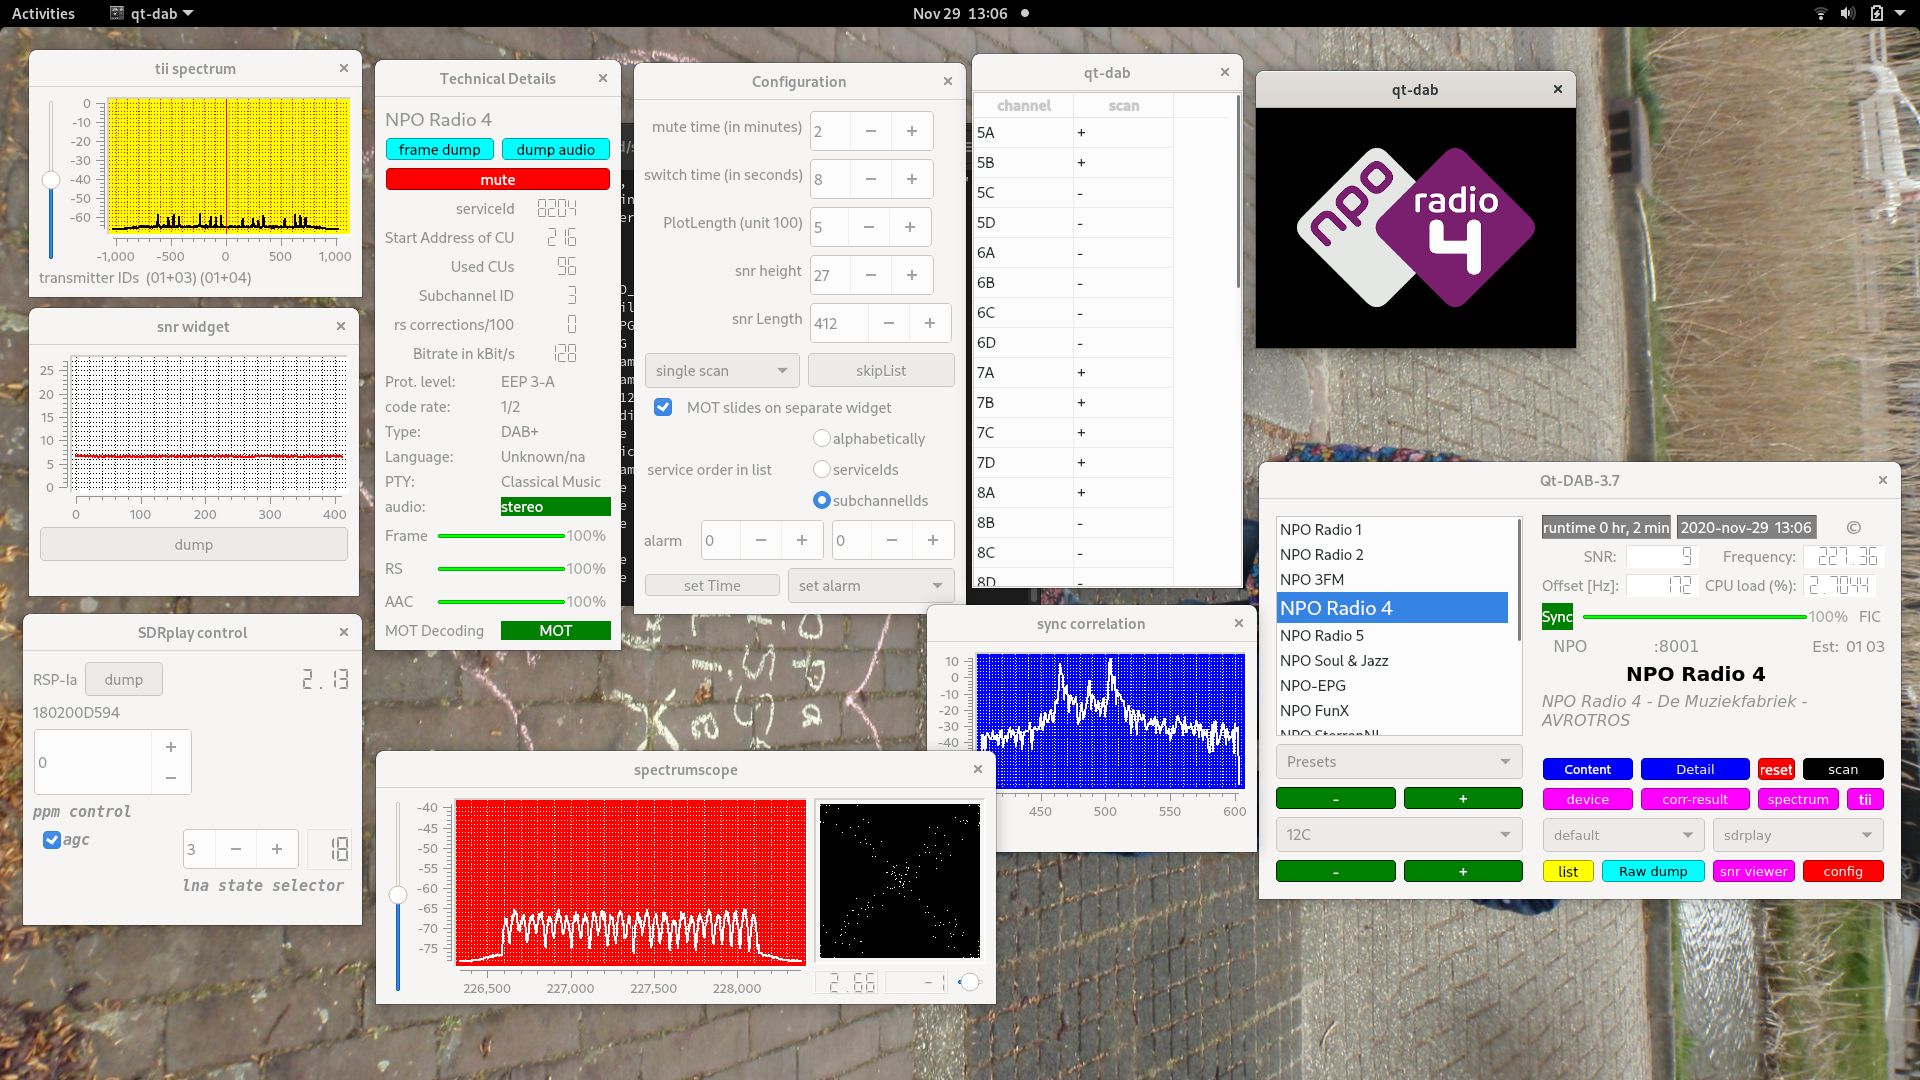 Activities
qt-dab
Nov 29 13:06
tii spectrum
0
-10
-20
-30
-40
-50
-60
-1,000 -500 0 500 1,000
transmitter IDs (01+03) (01+04)
snr widget
25
20
15
10
5
0
0 100 200 300 400
dump
SDRplay control
RSP-Ia
dump
2.13
180200D594
0
+
-
ppm control
agc
3 - +
18
lna state selector
Technical Details
NPO Radio 4
frame dump
dump audio
mute
serviceId 8204
Start Address of CU 216
Used CUs 96
Subchannel ID 3
rs corrections/100 0
Bitrate in kBit/s 128
Prot. level: EEP 3-A
code rate: 1/2
Type: DAB+
Language: Unknown/na
PTY: Classical Music
audio: stereo
Frame 100%
RS 100%
AAC 100%
MOT Decoding MOT
Configuration
mute time (in minutes) 2 - +
switch time (in seconds) 8 - +
PlotLength (unit 100) 5 - +
snr height 27 - +
snr Length 412 - +
single scan
skipList
MOT slides on separate widget
service order in list
alphabetically
serviceIds
subchannelIds
alarm 0 - + 0 - +
set Time
set alarm
qt-dab
channel scan
5A +
5B +
5C -
5D -
6A -
6B -
6C -
6D -
7A +
7B +
7C +
7D +
8A +
8B -
8C -
8D -
qt-dab
npo
radio
4
sync correlation
10
0
-10
-20
-30
-40
450 500 550 600
spectrumscope
-40
-45
-50
-55
-60
-65
-70
-75
226,500 227,000 227,500 228,000
2.66 -1
Qt-DAB-3.7
NPO Radio 1
NPO Radio 2
NPO 3FM
NPO Radio 4
NPO Radio 5
NPO Soul & Jazz
NPO-EPG
NPO FunX
NPO SterrenNL
Presets
- +
12C
- +
runtime 0 hr, 2 min 2020-nov-29 13:06 ©
SNR: 9 Frequency: 227.36
Offset [Hz]: 172 CPU load (%): 2.7044
Sync 100% FIC
NPO :8001 Est: 01 03
NPO Radio 4
NPO Radio 4 - De Muziekfabriek -
AVROTROS
Content Detail reset scan
device corr-result spectrum tii
default sdrplay
list Raw dump snr viewer config